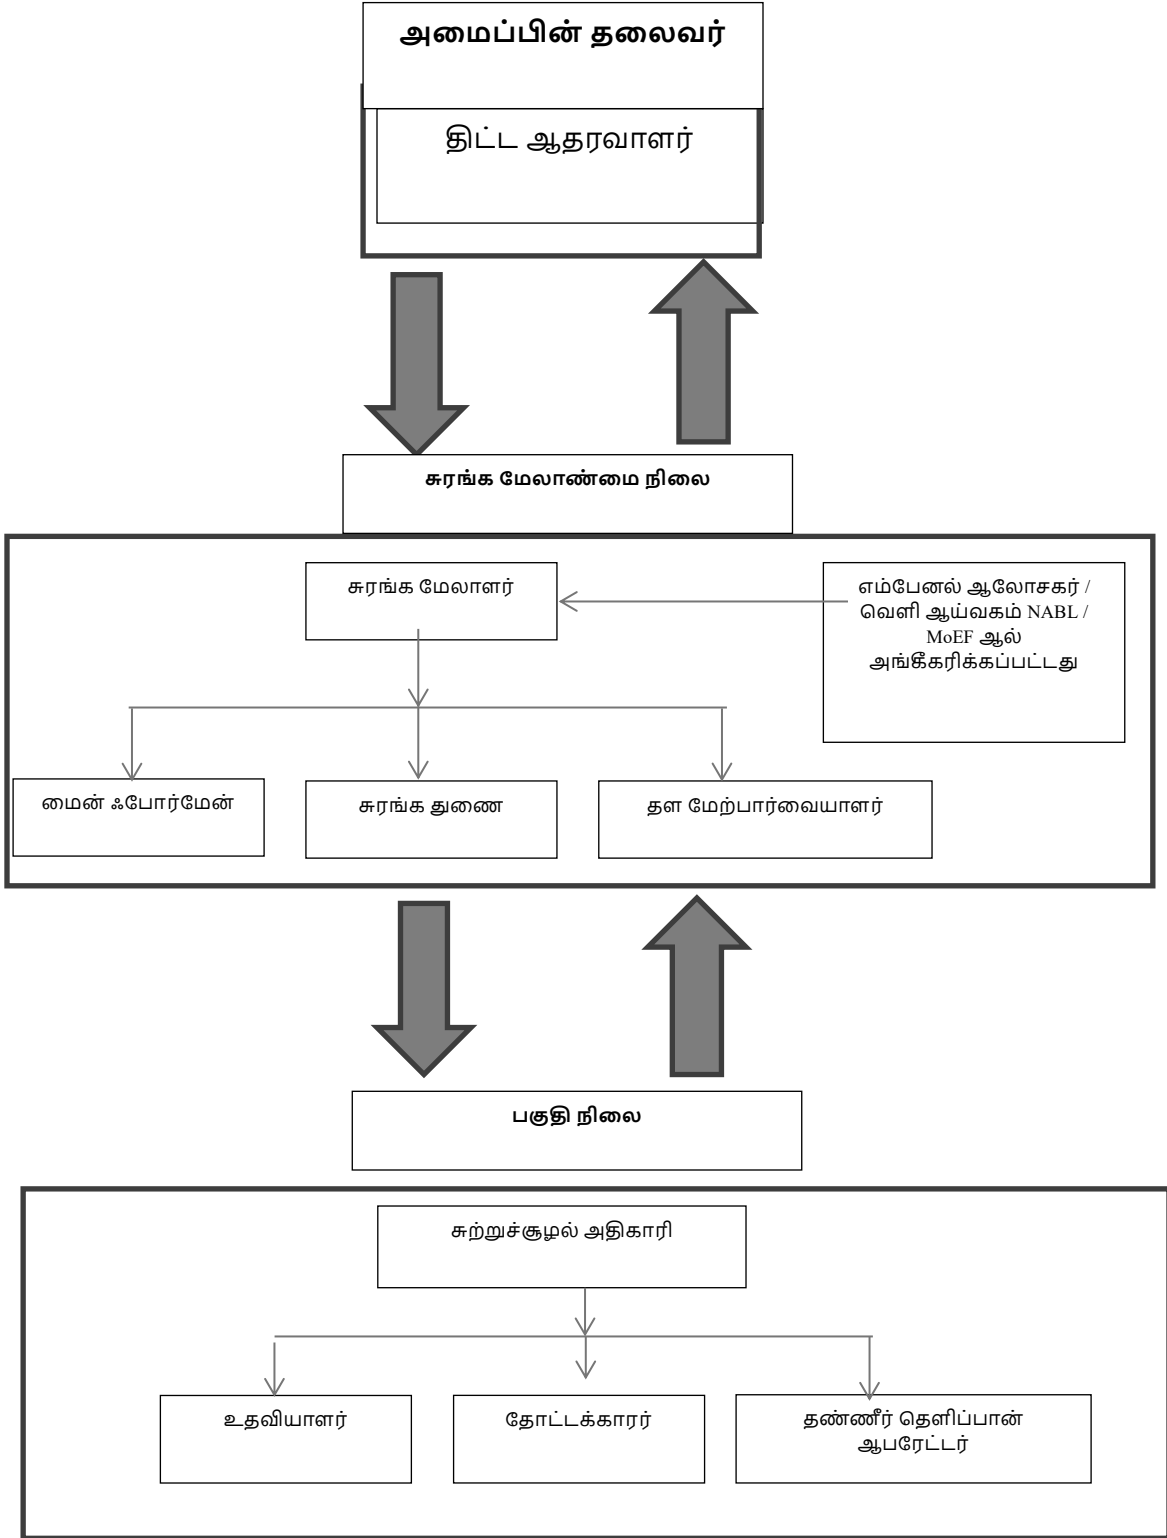 அமைப்பின் தலைவர்
திட்ட ஆதரவாளர்
சுரங்க மேலாண்மை நிலை
சுரங்க மேலாளர்
எம்பேனல் ஆலோசகர் /
வெளி ஆய்வகம் NABL /
MoEF ஆல்
அங்கீகரிக்கப்பட்டது
மைன் ஃபோர்மேன்
சுரங்க துணை
தள மேற்பார்வையாளர்
பகுதி நிலை
சுற்றுச்சூழல் அதிகாரி
உதவியாளர்
தோட்டக்காரர்
தண்ணீர் தெளிப்பான்
ஆபரேட்டர்